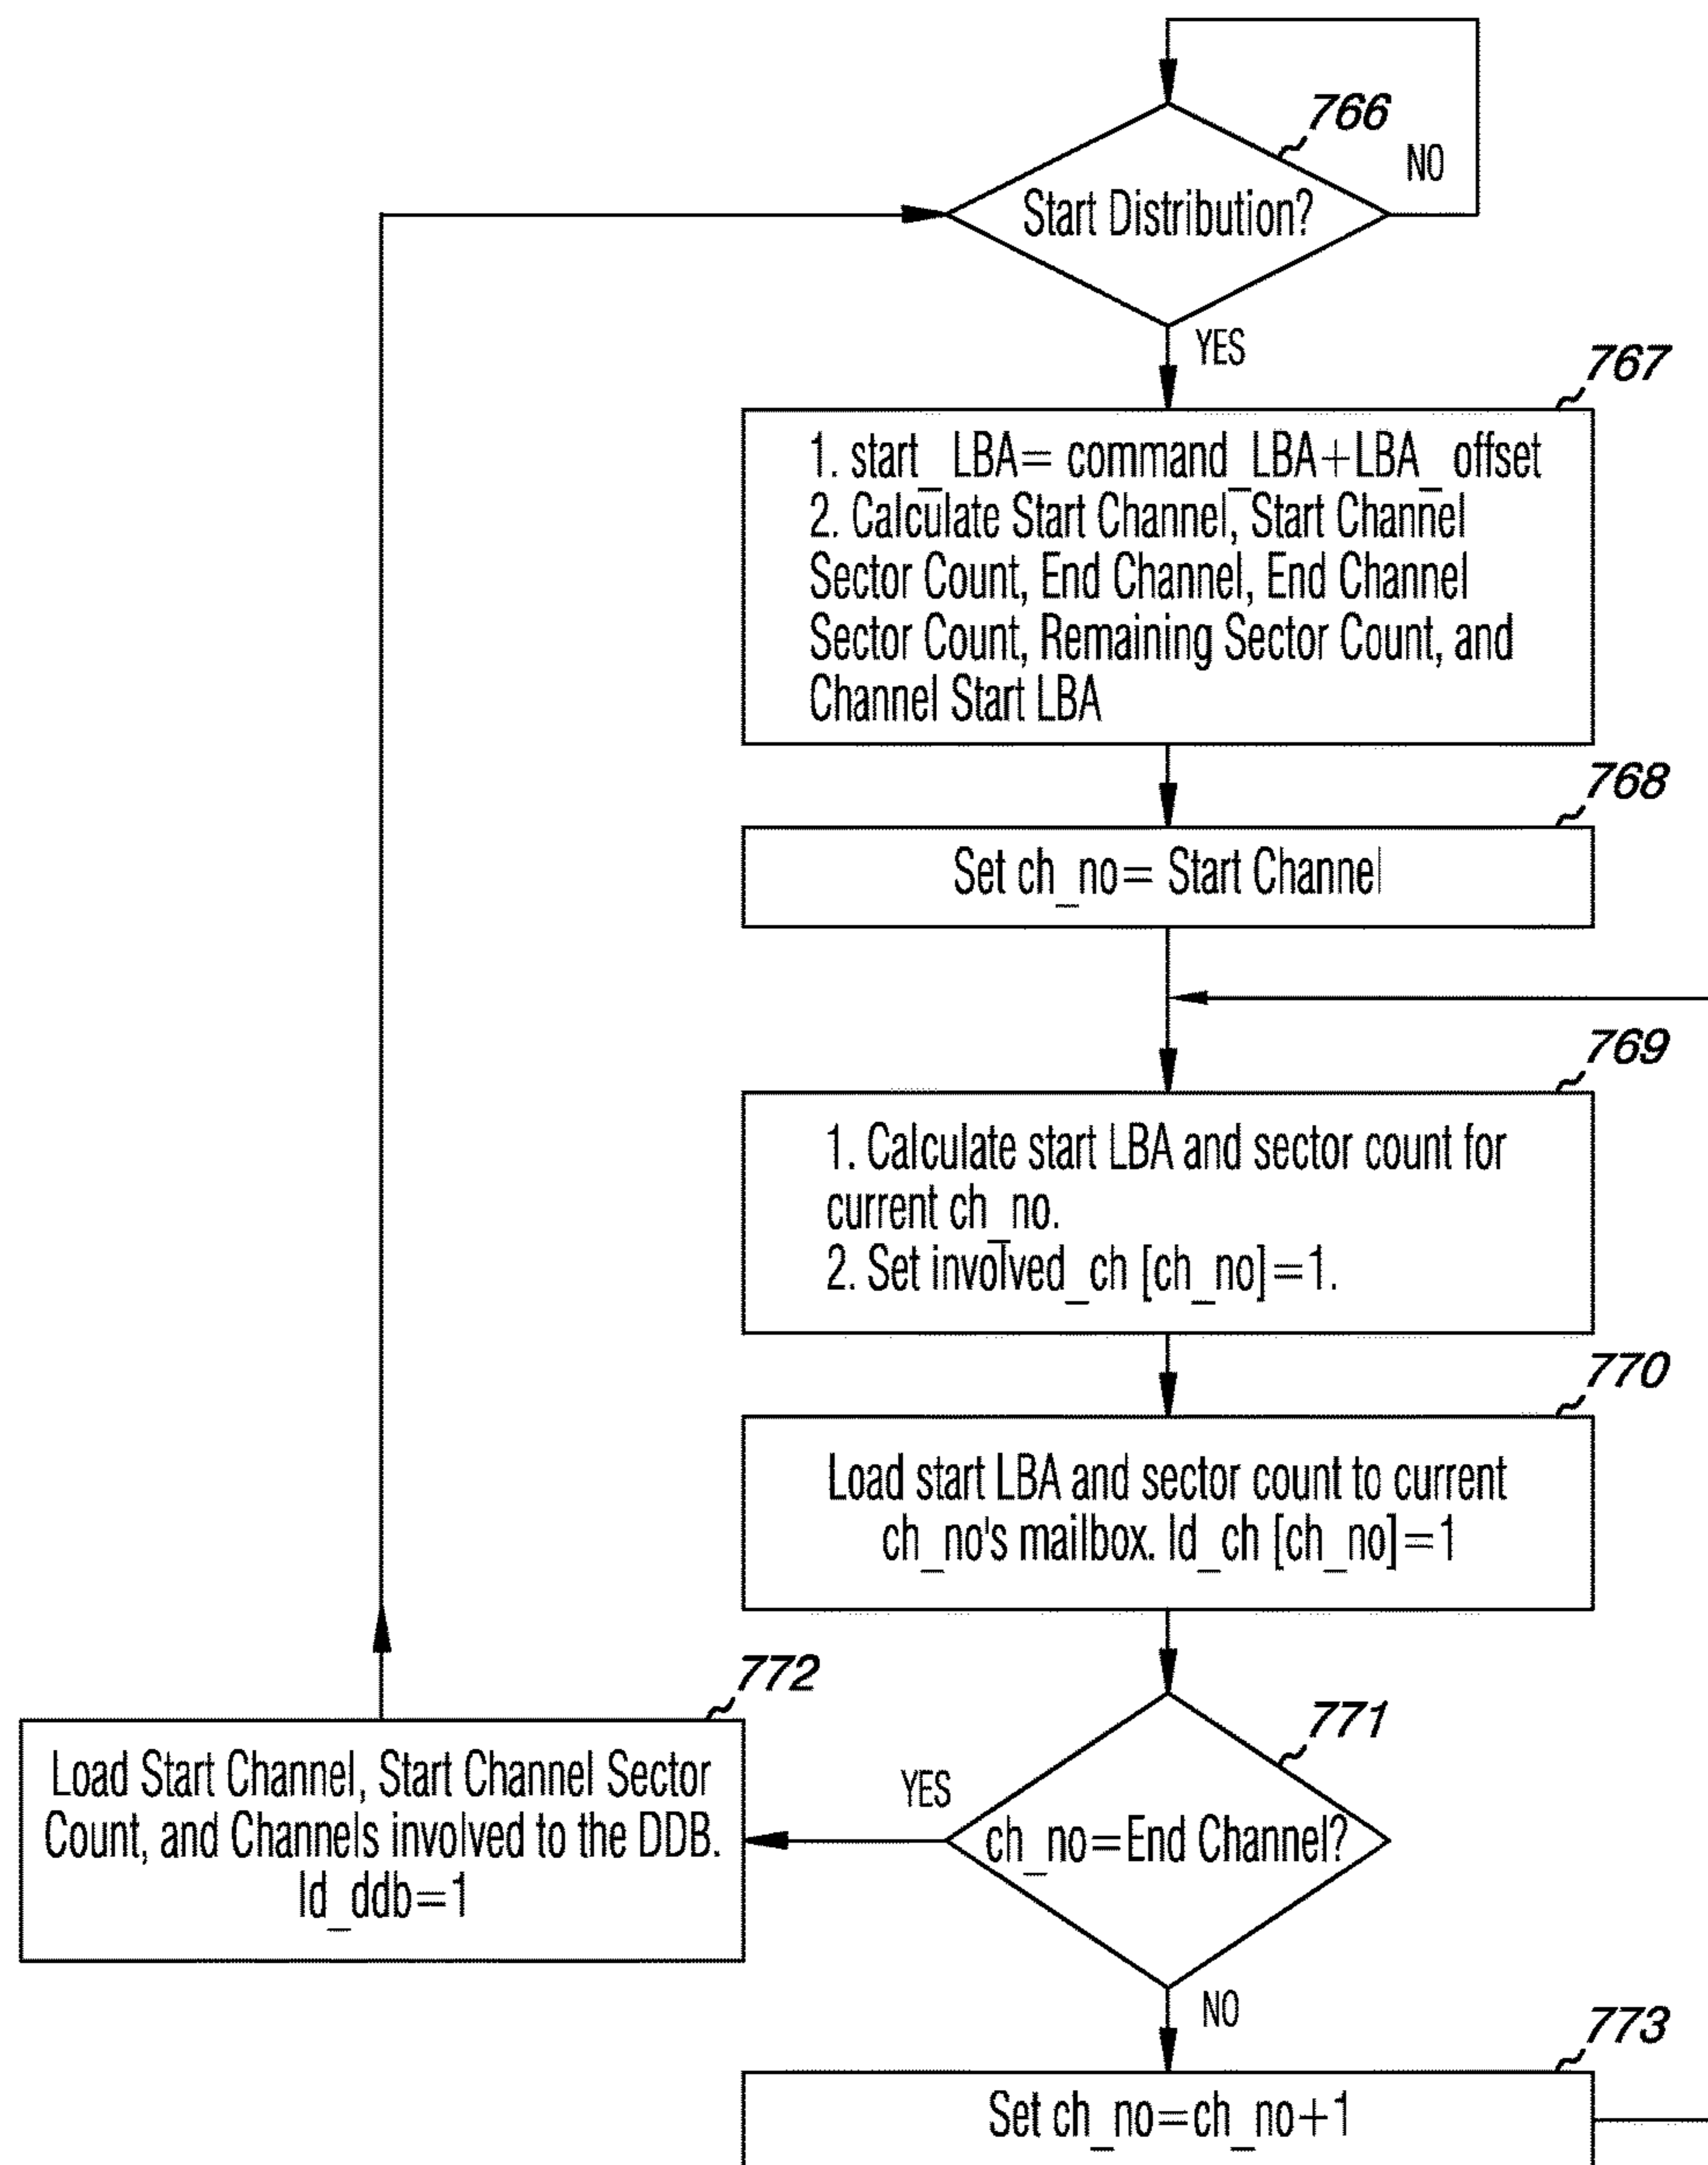 766
NO
Start Distribution?
YES
767
1. start_ LBA= command_LBA+LBA_ offset
2. Calculate Start Channel, Start Channel
Sector Count, End Channel, End Channel
Sector Count, Remaining Sector Count, and
Channel Start LBA
768
Set ch_no= Start Channel
769
1. Calculate start LBA and sector count for
current ch_no.
2. Set involved_ch [ch_no]=1.
770
Load start LBA and sector count to current
ch_no's mailbox. ld_ch [ch_no]=1
772
Load Start Channel, Start Channel Sector
Count, and Channels involved to the DDB.
ld_ddb=1
YES
771
ch_no=End Channel?
NO
773
Set ch_no=ch_no+1